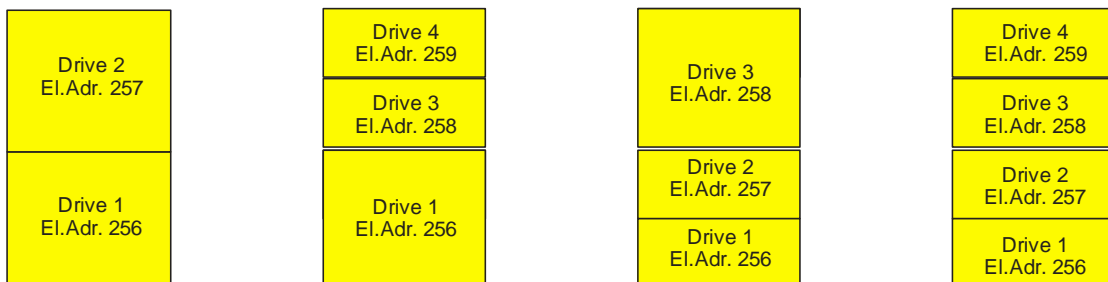 Drive 2
El.Adr. 257
Drive 1
El.Adr. 256
Drive 4
El.Adr. 259
Drive 3
El.Adr. 258
Drive 1
El.Adr. 256
Drive 3
El.Adr. 258
Drive 2
El.Adr. 257
Drive 1
El.Adr. 256
Drive 4
El.Adr. 259
Drive 3
El.Adr. 258
Drive 2
El.Adr. 257
Drive 1
El.Adr. 256